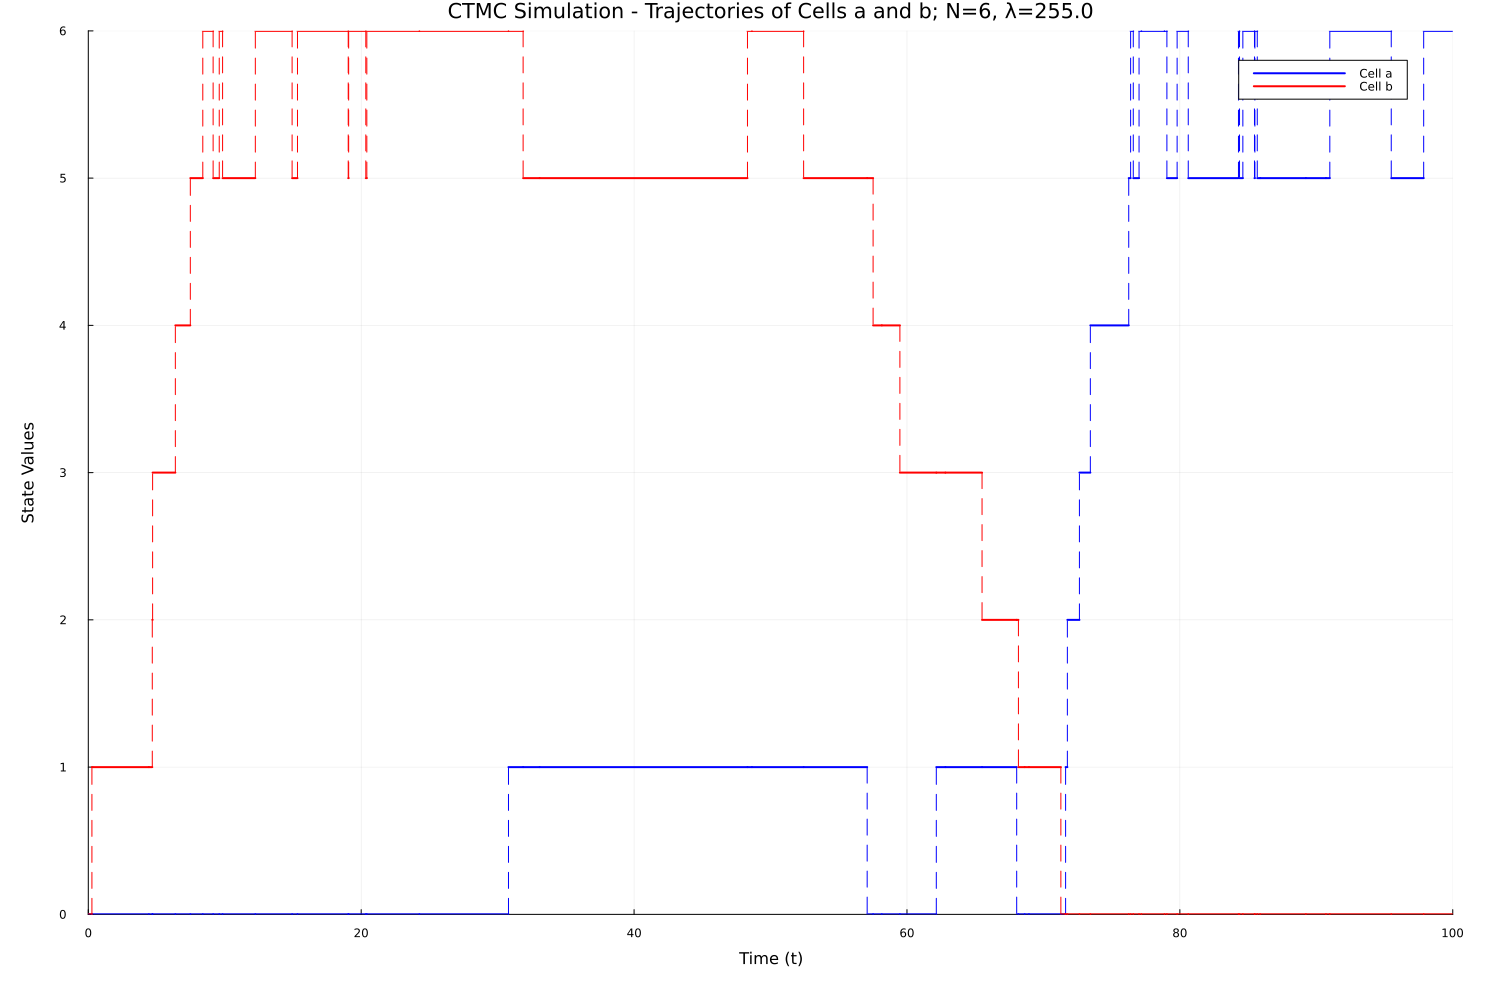 CTMC Simulation - Trajectories of Cells a and b; N=6, λ=255.0
6
Cell a
Cell b
5
4
3
State Values
2
1
0
0 20 40 60 80 100
Time (t)